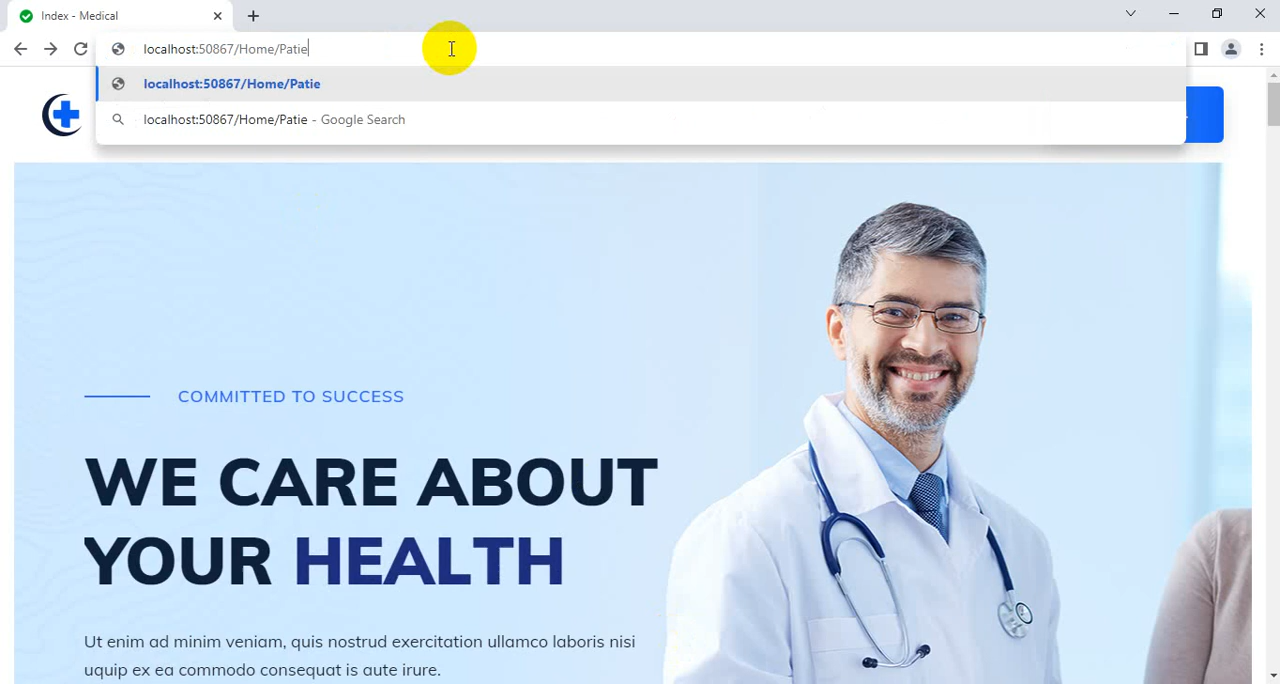 Index - Medical
localhost:50867/Home/Patie
localhost:50867/Home/Patie
localhost:50867/Home/Patie - Google Search
COMMITTED TO SUCCESS
WE CARE ABOUT
YOUR HEALTH
Ut enim ad minim veniam, quis nostrud exercitation ullamco laboris nisi
uquip ex ea commodo consequat is aute irure.